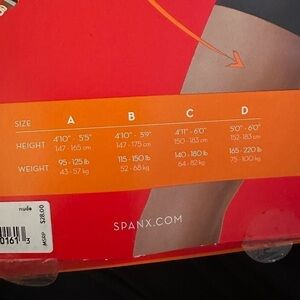 SIZE A B C D
HEIGHT 4'10" - 5'5" 4'10" - 5'9" 4'11" - 6'0" 5'0" - 6'0"
147 - 165 cm 147 - 175 cm 150 - 183 cm 152 - 183 cm
WEIGHT 95 - 125 lb 115 - 150 lb 140 - 180 lb 165 - 220 lb
43 - 57 kg 52 - 68 kg 64 - 82 kg 75 - 100 kg
SPANX.COM
nude
0161 3
MSRP $28.00